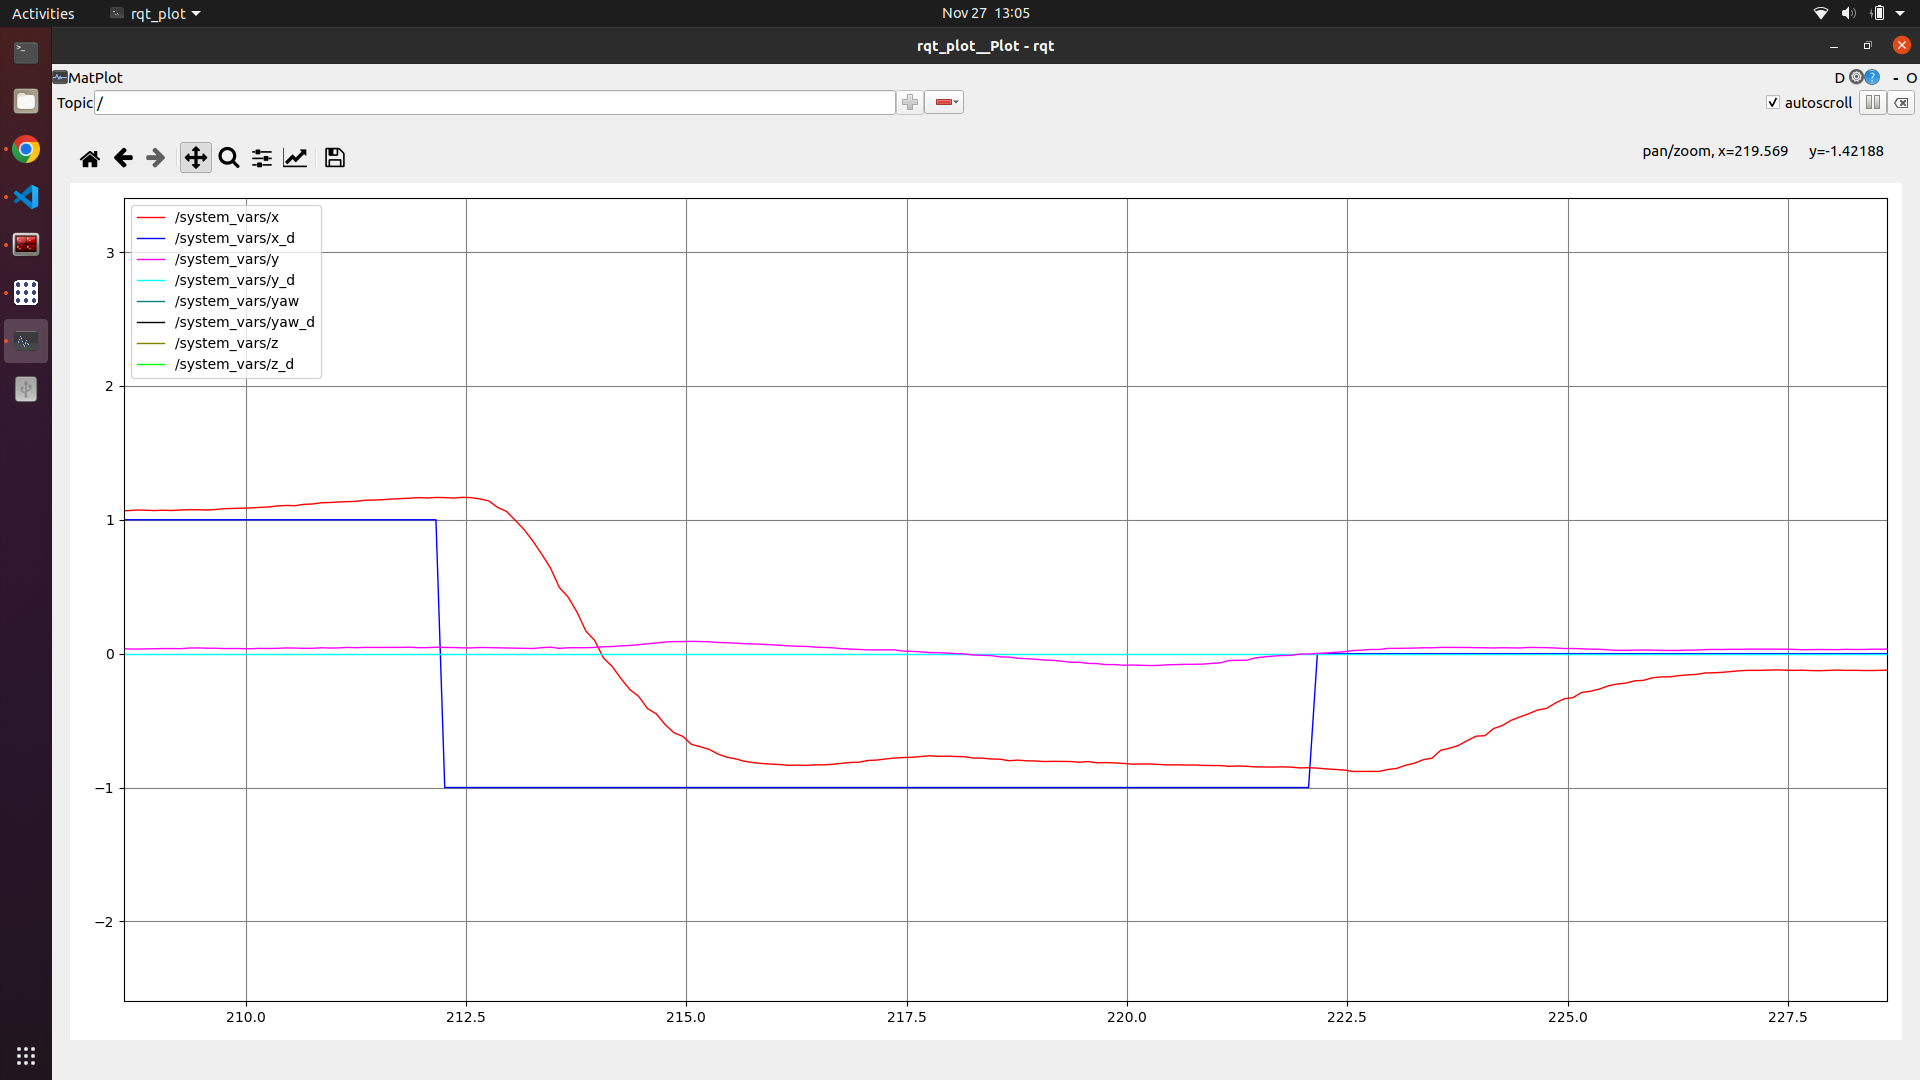 Activities rqt_plot Nov 27 13:05
rqt_plot__Plot - rqt
MatPlot D ? - O
Topic / autoscroll
pan/zoom, x=219.569 y=-1.42188
/system_vars/x
/system_vars/x_d
/system_vars/y
/system_vars/y_d
/system_vars/yaw
/system_vars/yaw_d
/system_vars/z
/system_vars/z_d
3
2
1
0
−1
−2
210.0 212.5 215.0 217.5 220.0 222.5 225.0 227.5